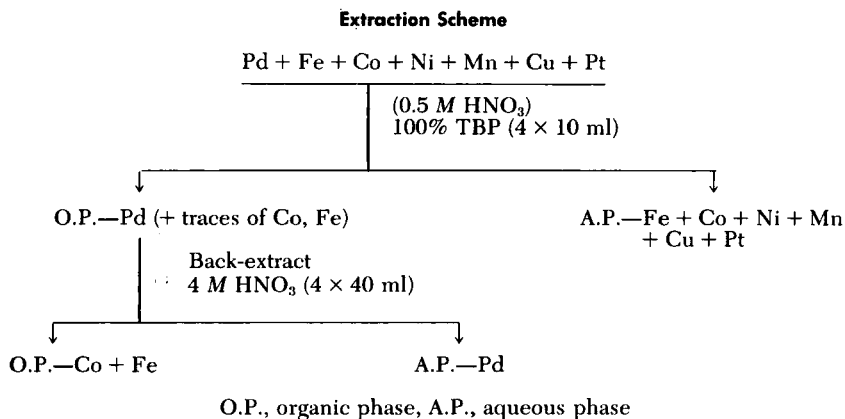 Extraction Scheme
Pd + Fe + Co + Ni + Mn + Cu + Pt
(0.5 M HNO₃)
100% TBP (4 × 10 ml)
O.P.—Pd (+ traces of Co, Fe)
A.P.—Fe + Co + Ni + Mn
+ Cu + Pt
Back-extract
4 M HNO₃ (4 × 40 ml)
O.P.—Co + Fe
A.P.—Pd
O.P., organic phase, A.P., aqueous phase